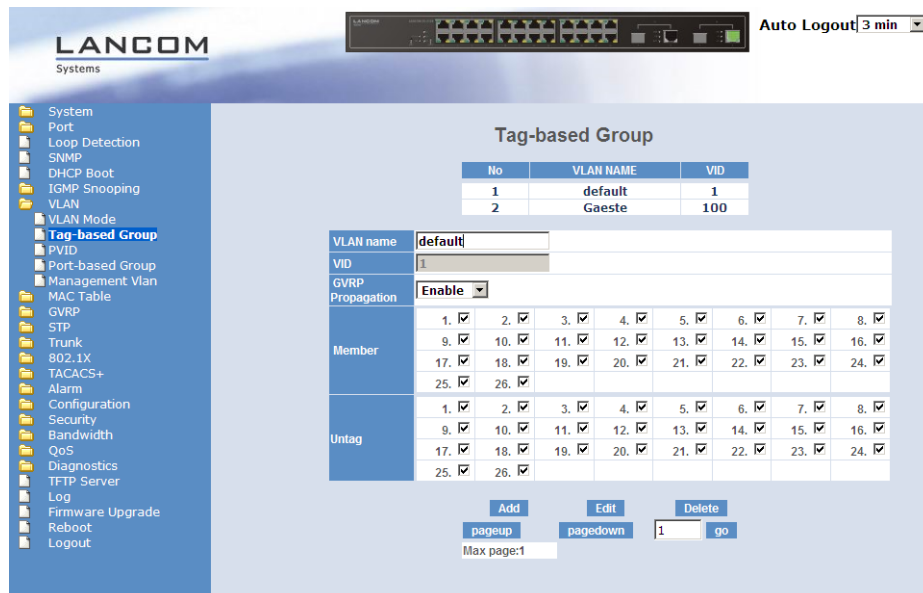 LANCOM
Systems
LANCOM
Auto Logout 3 min
System
Port
Loop Detection
SNMP
DHCP Boot
IGMP Snooping
VLAN
VLAN Mode
Tag-based Group
PVID
Port-based Group
Management Vlan
MAC Table
GVRP
STP
Trunk
802.1X
TACACS+
Alarm
Configuration
Security
Bandwidth
QoS
Diagnostics
TFTP Server
Log
Firmware Upgrade
Reboot
Logout
Tag-based Group
No VLAN NAME VID
1 default 1
2 Gaeste 100
VLAN name default
VID 1
GVRP Propagation Enable
Member
1. 2. 3. 4. 5. 6. 7. 8.
9. 10. 11. 12. 13. 14. 15. 16.
17. 18. 19. 20. 21. 22. 23. 24.
25. 26.
Untag
1. 2. 3. 4. 5. 6. 7. 8.
9. 10. 11. 12. 13. 14. 15. 16.
17. 18. 19. 20. 21. 22. 23. 24.
25. 26.
Add Edit Delete
pageup pagedown 1 go
Max page:1